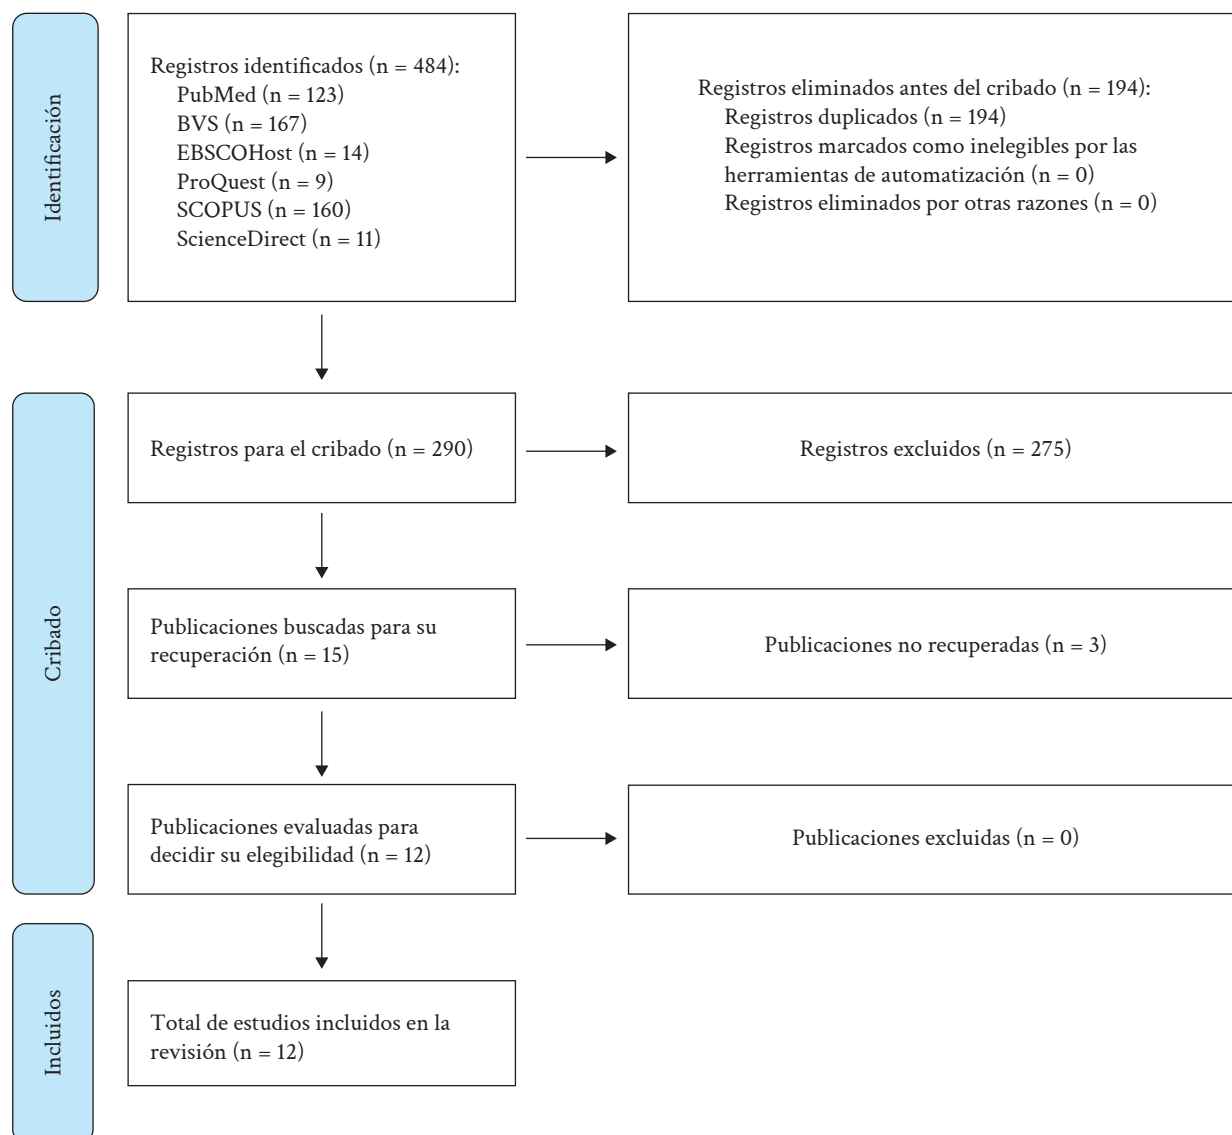 Identificación
Registros identificados (n = 484):
PubMed (n = 123)
BVS (n = 167)
EBSCOHost (n = 14)
ProQuest (n = 9)
SCOPUS (n = 160)
ScienceDirect (n = 11)
Registros eliminados antes del cribado (n = 194):
Registros duplicados (n = 194)
Registros marcados como inelegibles por las
herramientas de automatización (n = 0)
Registros eliminados por otras razones (n = 0)
Cribado
Registros para el cribado (n = 290)
Registros excluidos (n = 275)
Publicaciones buscadas para su
recuperación (n = 15)
Publicaciones no recuperadas (n = 3)
Publicaciones evaluadas para
decidir su elegibilidad (n = 12)
Publicaciones excluidas (n = 0)
Incluidos
Total de estudios incluidos en la
revisión (n = 12)